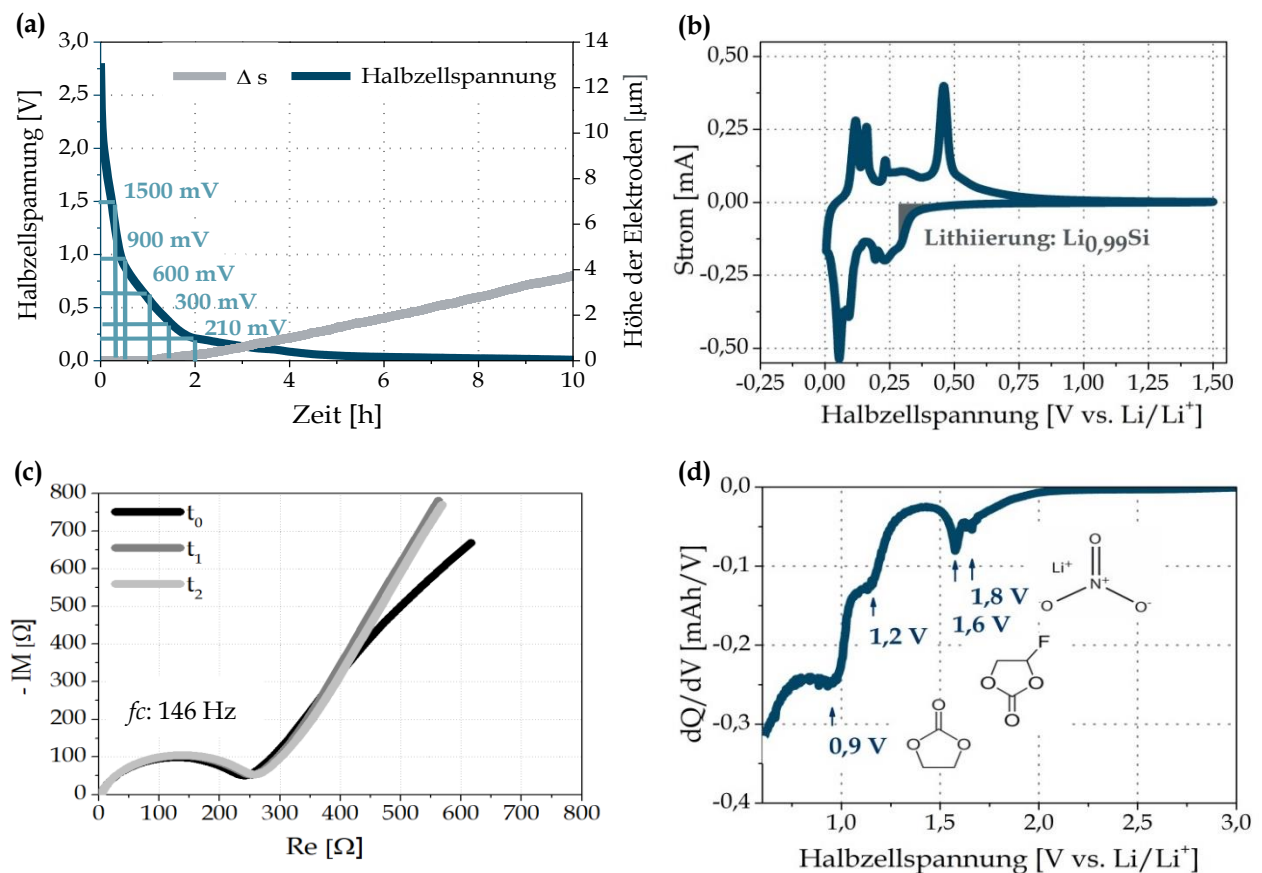 (a)
3,0
2,5
2,0
1,5
1,0
0,5
0,0
Halbzellspannung [V]
Δ s
Halbzellspannung
1500 mV
900 mV
600 mV
300 mV
210 mV
14
12
10
8
6
4
2
0
Höhe der Elektroden [µm]
0 2 4 6 8 10
Zeit [h]
(b)
0,50
0,25
0,00
-0,25
-0,50
Strom [mA]
Lithiierung: Li0,99Si
-0,25 0,00 0,25 0,50 0,75 1,00 1,25 1,50
Halbzellspannung [V vs. Li/Li⁺]
(c)
800
700
600
500
400
300
200
100
0
- IM [Ω]
t₀
t₁
t₂
fc: 146 Hz
0 100 200 300 400 500 600 700 800
Re [Ω]
(d)
0,0
-0,1
-0,2
-0,3
-0,4
dQ/dV [mAh/V]
O
Li⁺
N⁺
O
O⁻
1,8 V
1,6 V
1,2 V
F
O
O
O
O
O
O
0,9 V
1,0 1,5 2,0 2,5 3,0
Halbzellspannung [V vs. Li/Li⁺]